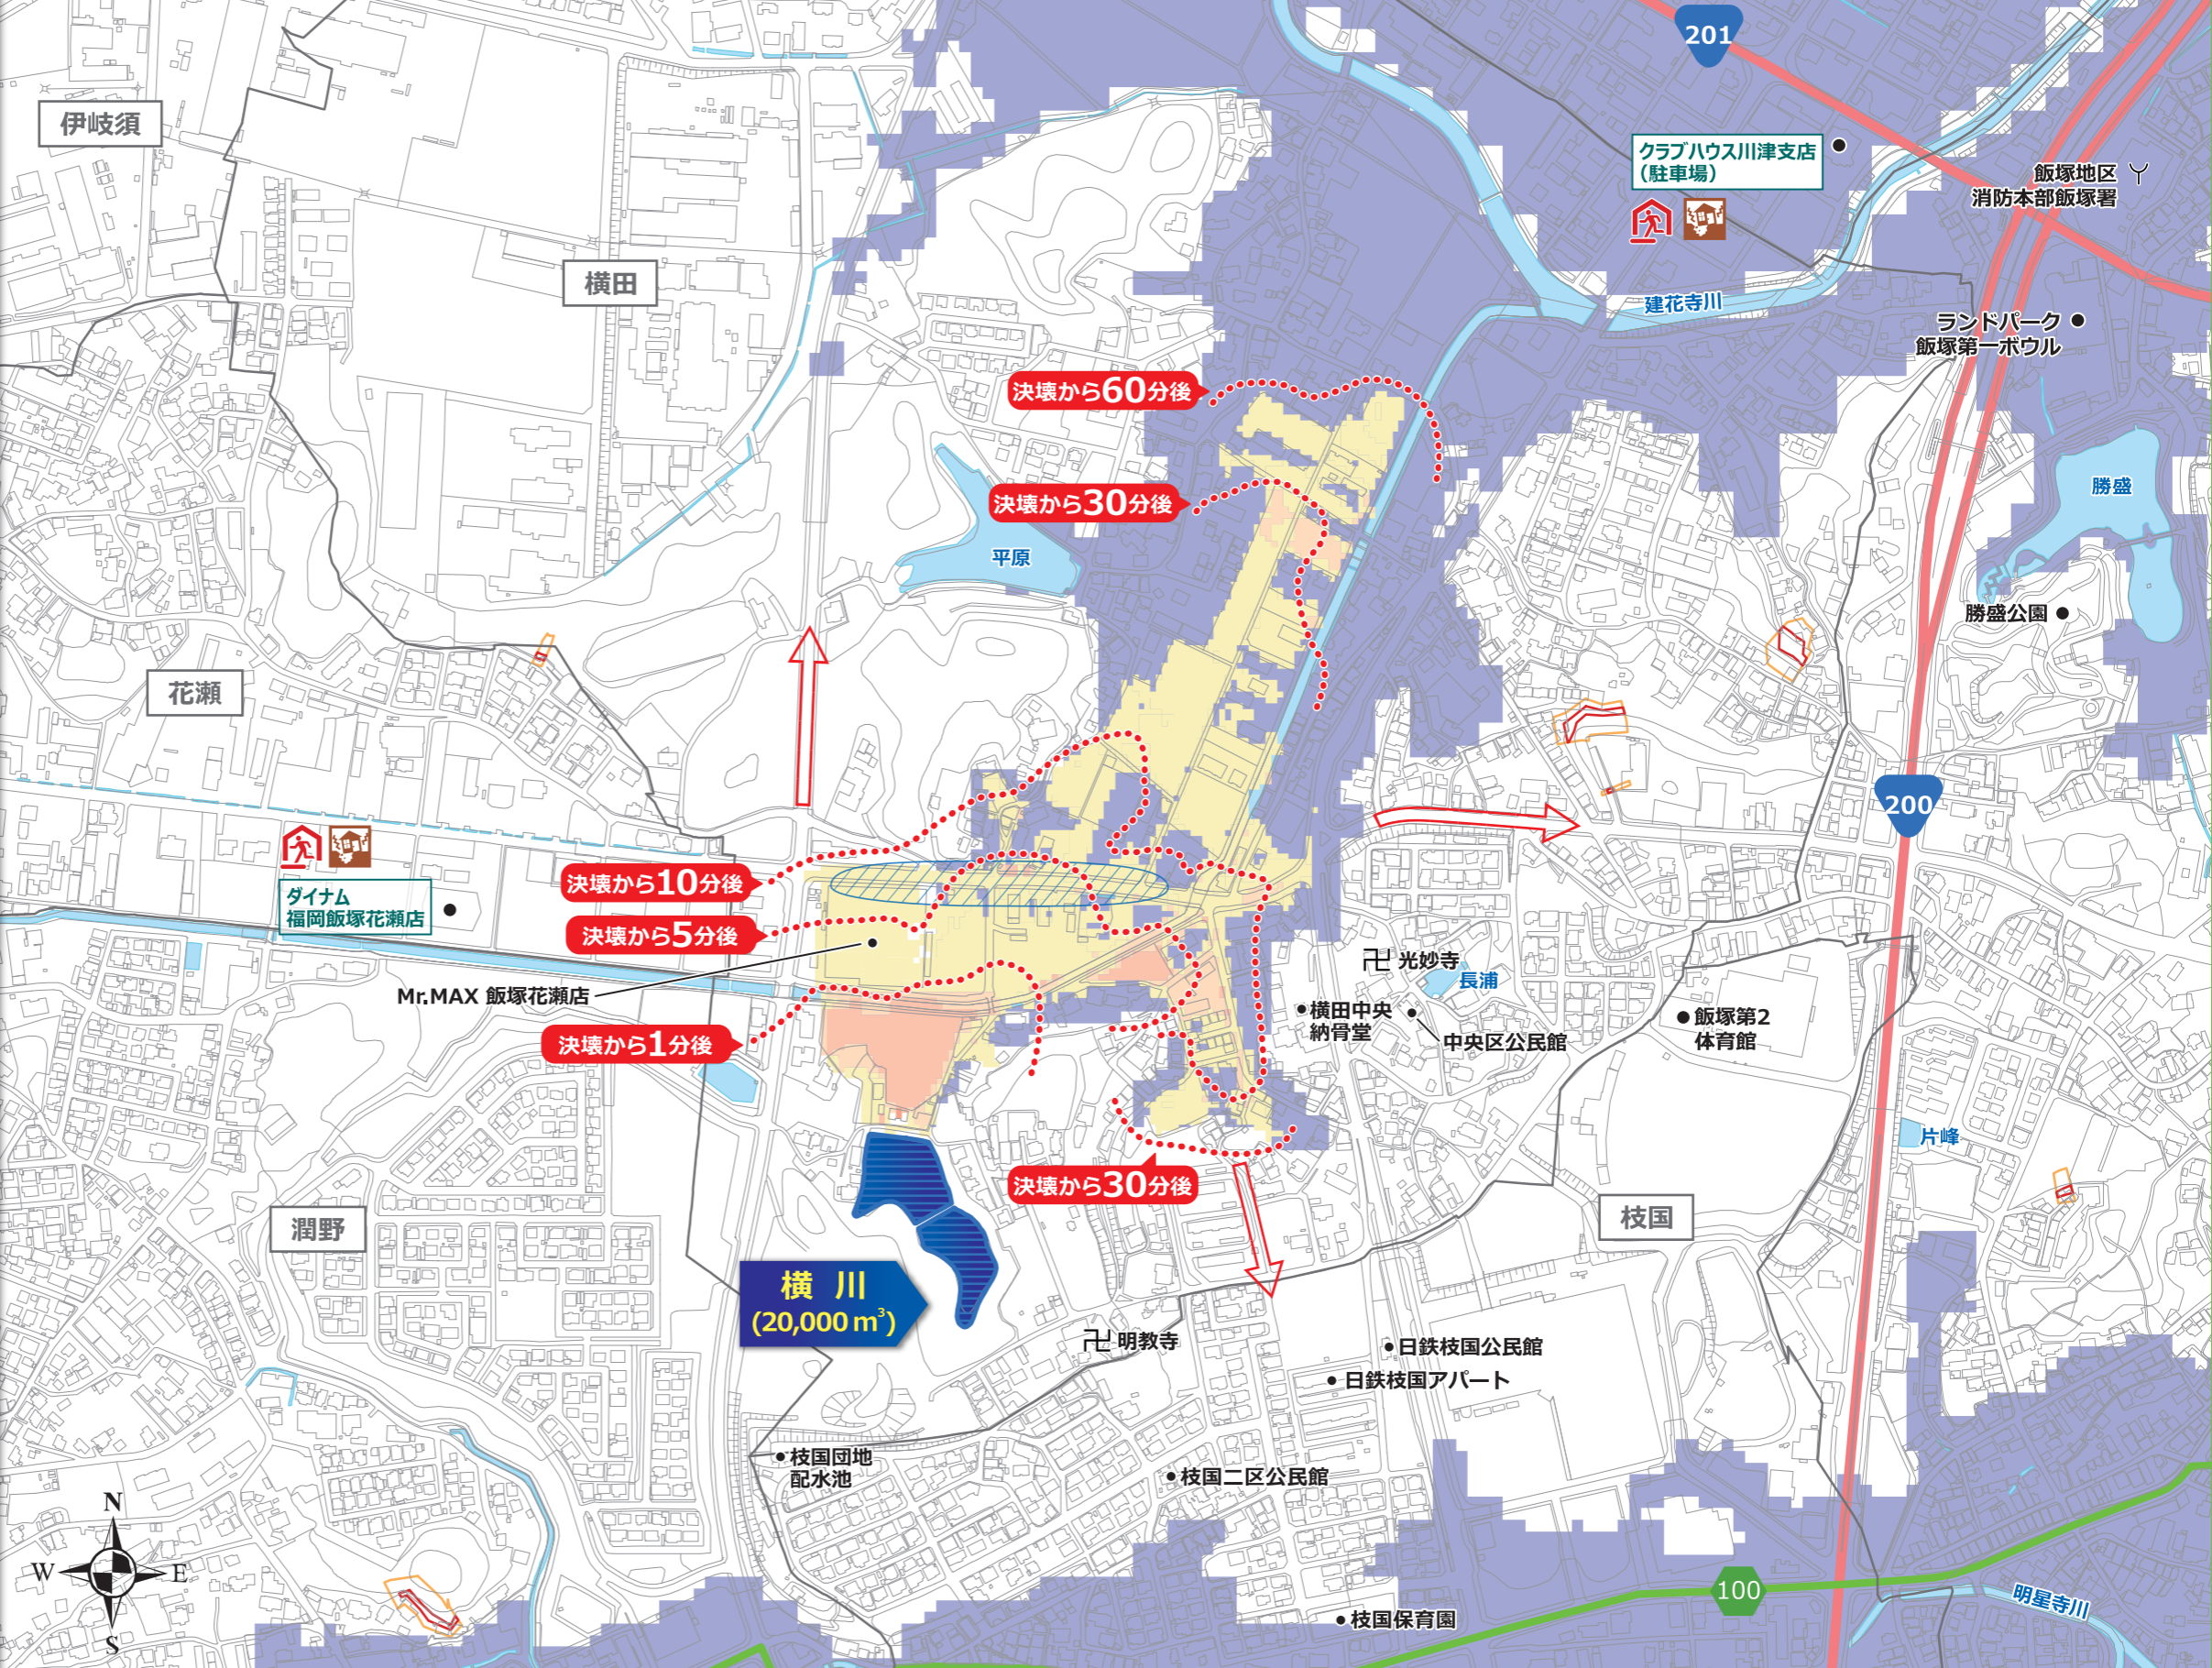 201
伊岐須
クラブハウス川津支店
（駐車場）
飯塚地区
消防本部飯塚署
横田
建花寺川
ランドパーク
飯塚第一ボウル
決壊から60分後
勝盛
決壊から30分後
平原
勝盛公園
花瀬
200
決壊から10分後
ダイナム
福岡飯塚花瀬店
決壊から5分後
光妙寺
長浦
Mr.MAX 飯塚花瀬店
横田中央
納骨堂
飯塚第2
体育館
決壊から1分後
中央区公民館
片峰
決壊から30分後
潤野
枝国
横川
(20,000m³)
明教寺
日鉄枝国公民館
日鉄枝国アパート
枝国団地
配水池
枝国二区公民館
N
W
E
S
100
明星寺川
枝国保育園